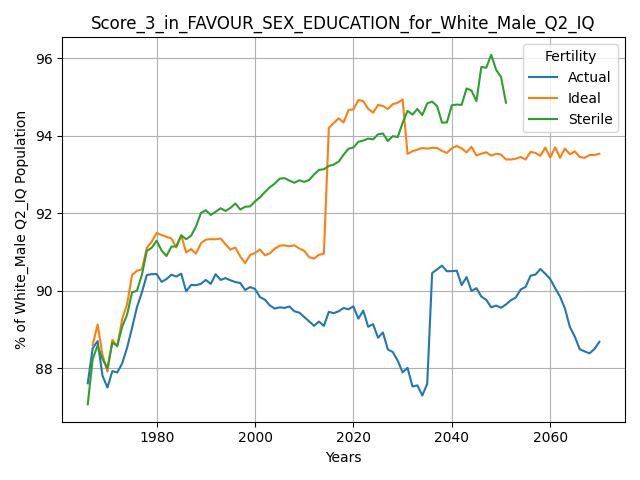 Score_3_in_FAVOUR_SEX_EDUCATION_for_White_Male_Q2_IQ
% of White_Male Q2_IQ Population
96
94
92
90
88
Fertility
Actual
Ideal
Sterile
1980 2000 2020 2040 2060
Years